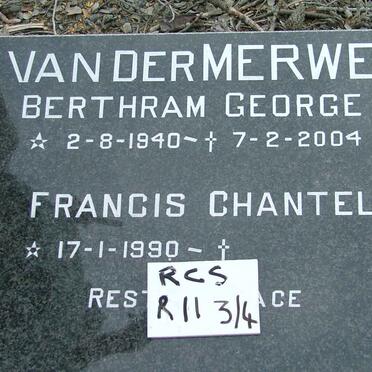 VAN DER MERWE
BERTHRAM GEORGE
☆ 2-8-1940 – † 7-2-2004
FRANCIS CHANTEL
☆ 17-1-1990 – †
REST ACE
RCS
R11 3/4